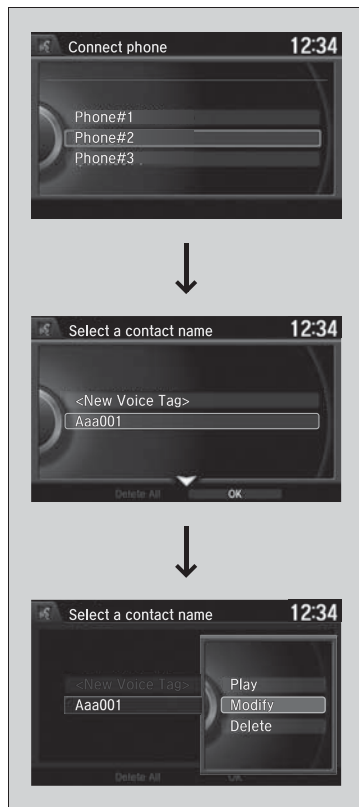 Connect phone 12:34
Phone#1
Phone#2
Phone#3
Select a contact name 12:34
<New Voice Tag>
Aaa001
Delete All OK
Select a contact name 12:34
<New Voice Tag> Play
Aaa001 Modify
Delete
Delete All OK